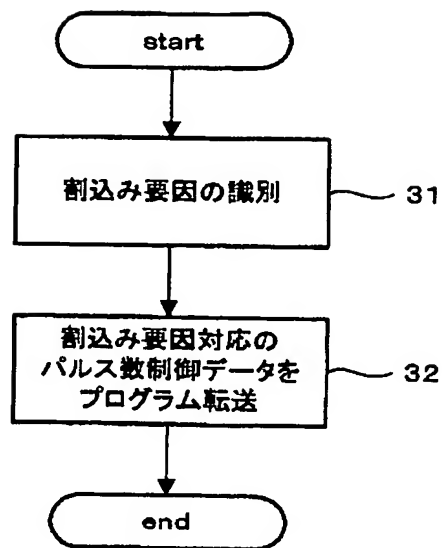 start
割込み要因の識別
31
割込み要因対応の
パルス数制御データを
プログラム転送
32
end